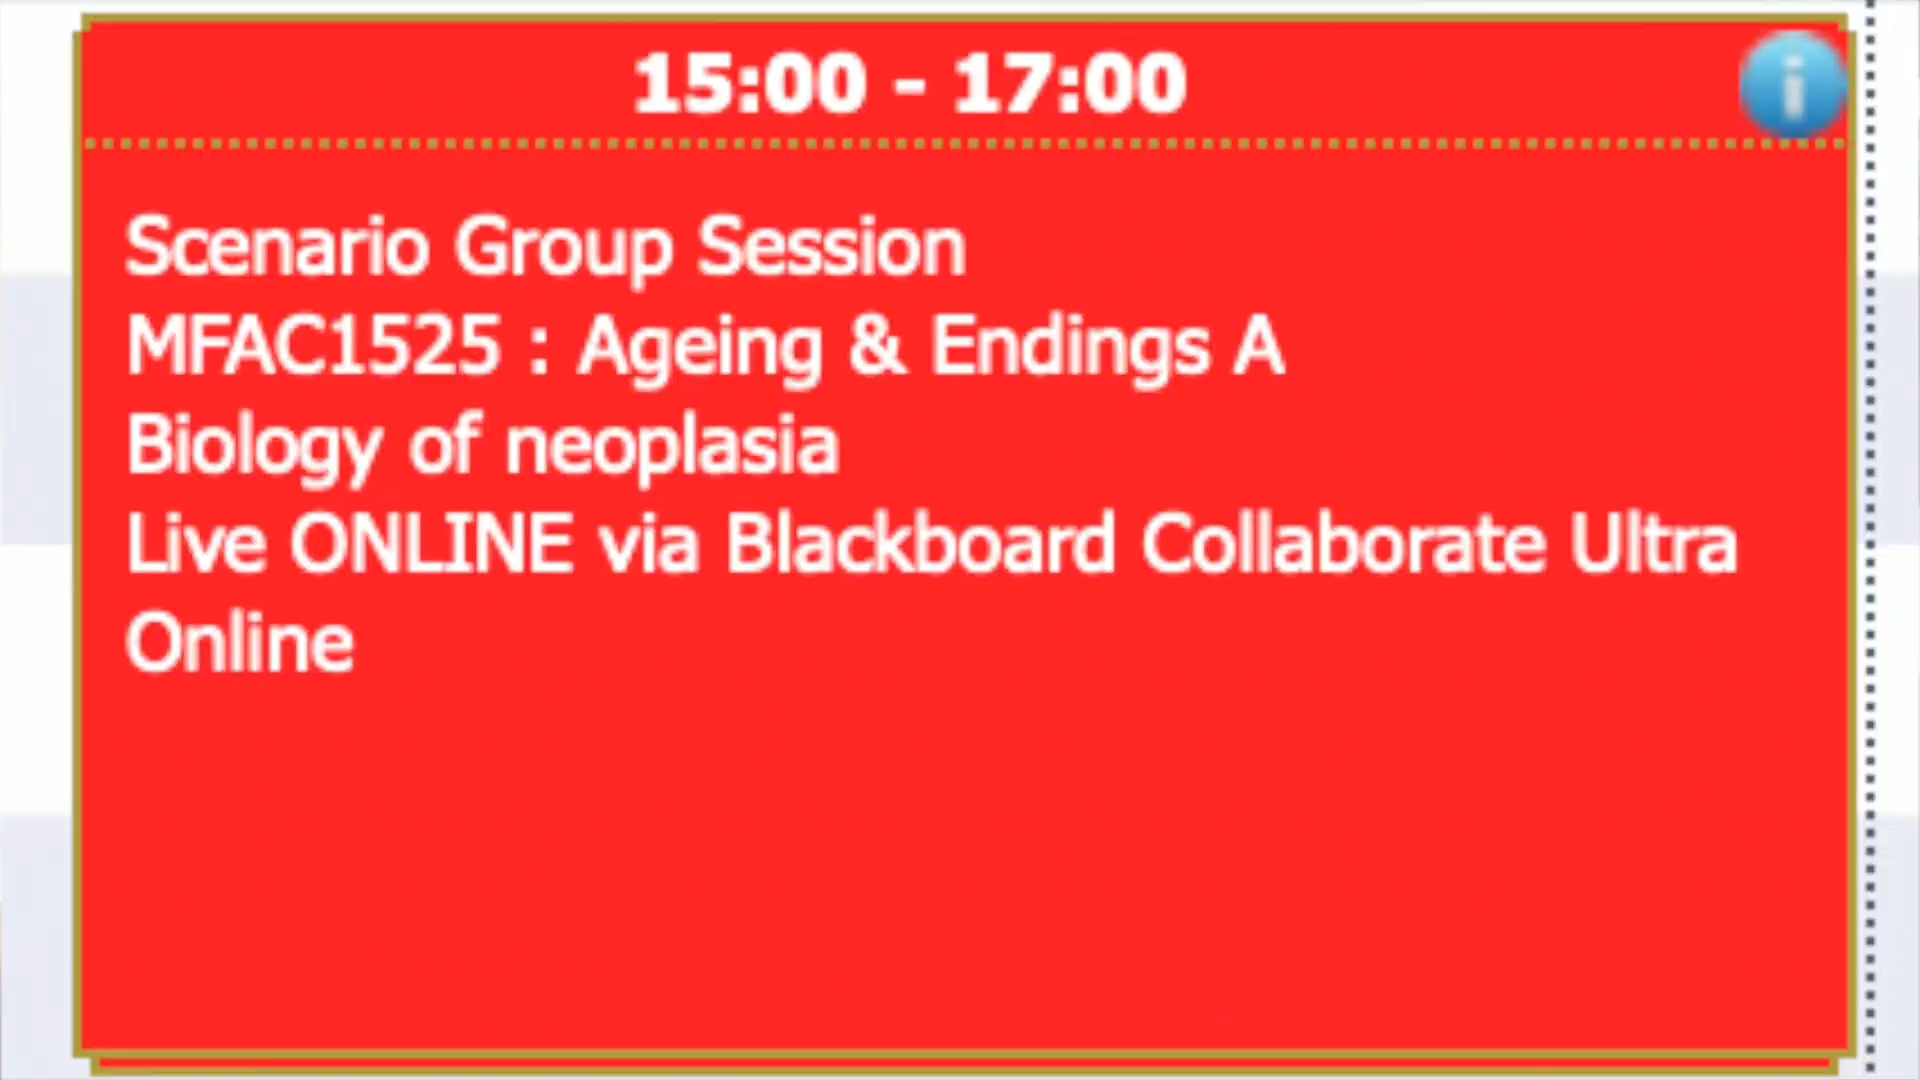 15:00 - 17:00
Scenario Group Session
MFAC1525 : Ageing & Endings A
Biology of neoplasia
Live ONLINE via Blackboard Collaborate Ultra
Online